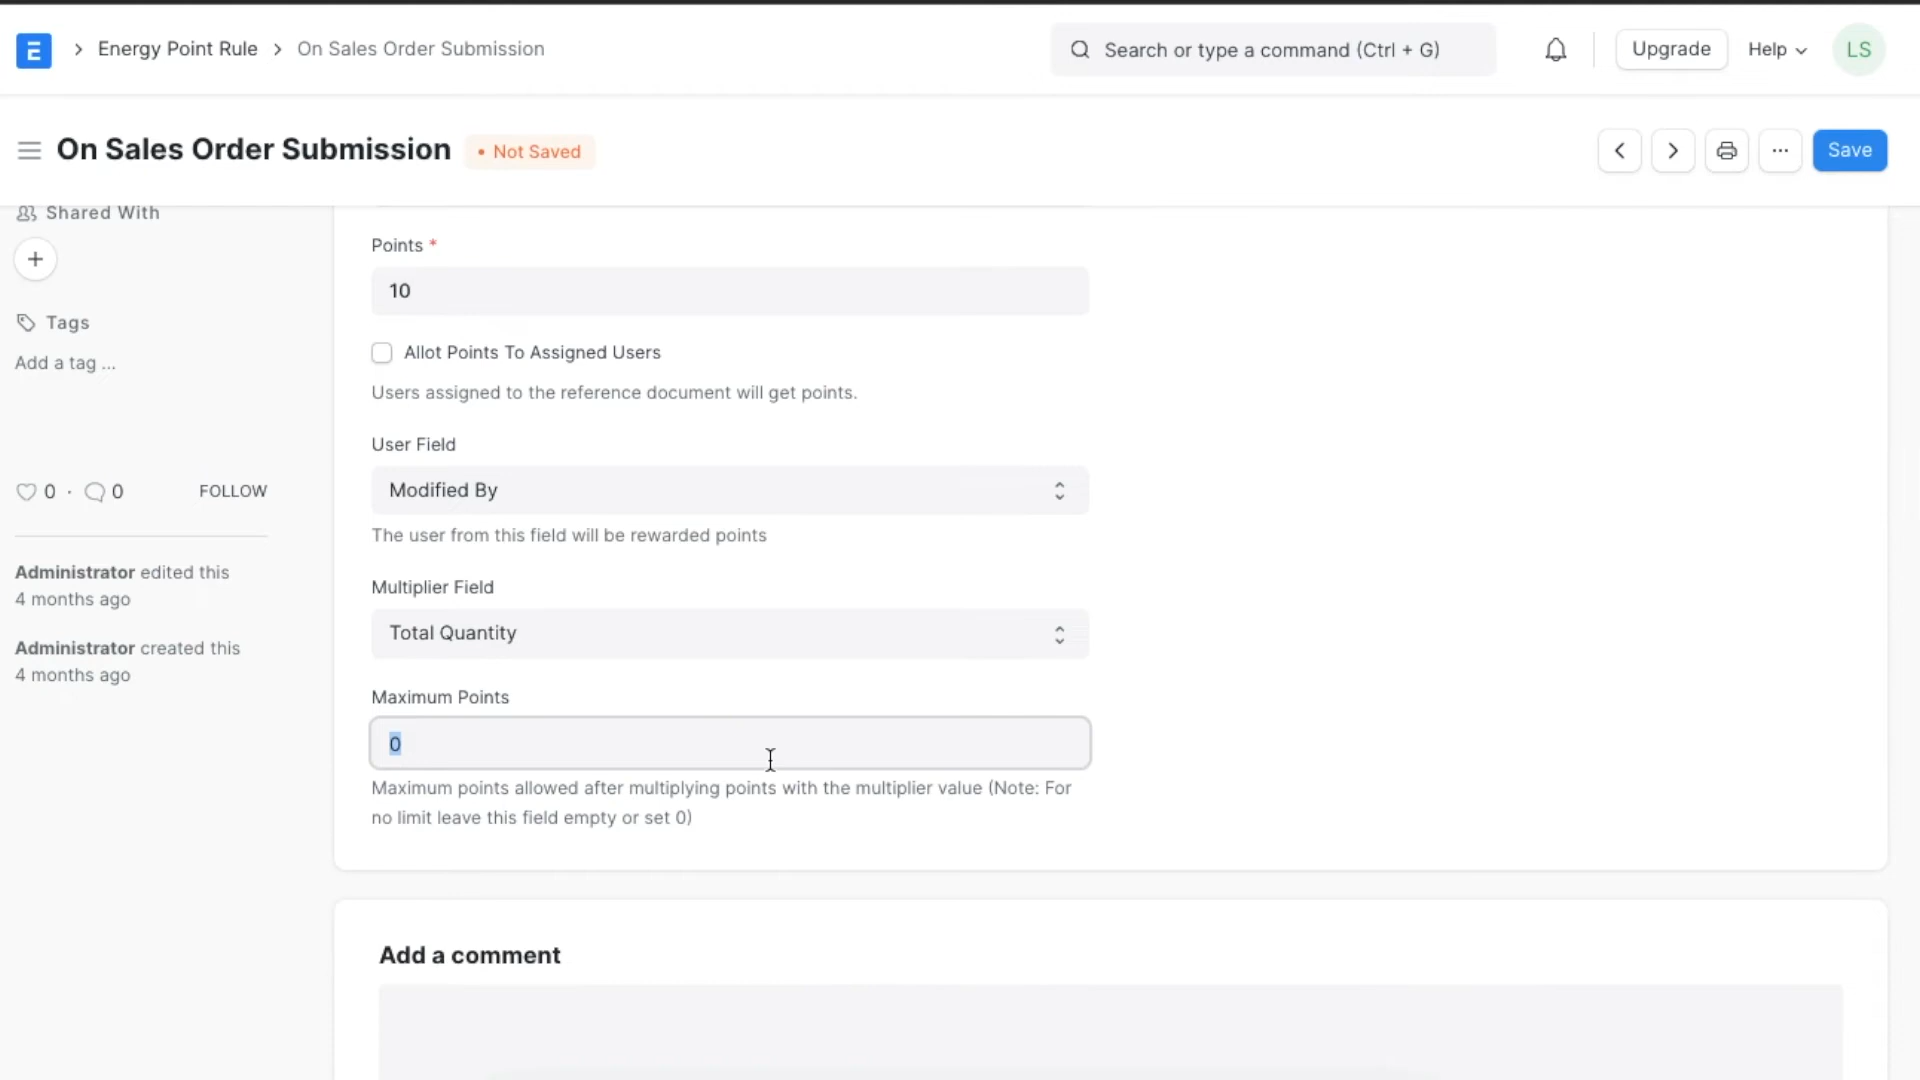 E
Energy Point Rule
On Sales Order Submission
Search or type a command (Ctrl + G)
Upgrade
Help
LS
On Sales Order Submission
• Not Saved
Save
Shared With
Points *
10
Tags
Add a tag ...
Allot Points To Assigned Users
Users assigned to the reference document will get points.
User Field
Modified By
The user from this field will be rewarded points
0 · 0
FOLLOW
Administrator edited this
4 months ago
Administrator created this
4 months ago
Multiplier Field
Total Quantity
Maximum Points
0
Maximum points allowed after multiplying points with the multiplier value (Note: For
no limit leave this field empty or set 0)
Add a comment